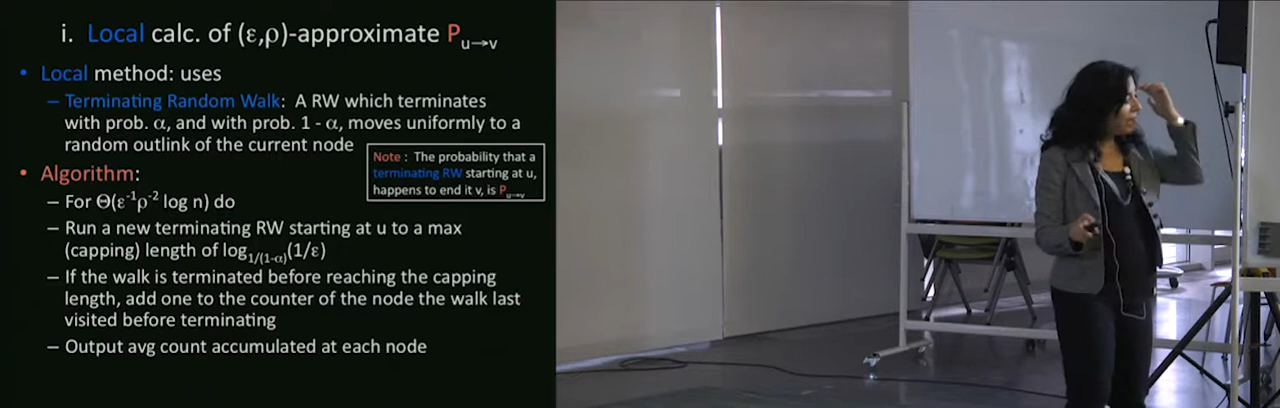 i. Local calc. of (ε,ρ)-approximate P_{u→v}
• Local method: uses
– Terminating Random Walk: A RW which terminates
with prob. α, and with prob. 1 - α, moves uniformly to a
random outlink of the current node
Note : The probability that a
terminating RW starting at u,
happens to end it v, is P_{u→v}
• Algorithm:
– For Θ(ε⁻¹ρ⁻² log n) do
– Run a new terminating RW starting at u to a max
(capping) length of log_{1/(1-α)}(1/ε)
– If the walk is terminated before reaching the capping
length, add one to the counter of the node the walk last
visited before terminating
– Output avg count accumulated at each node